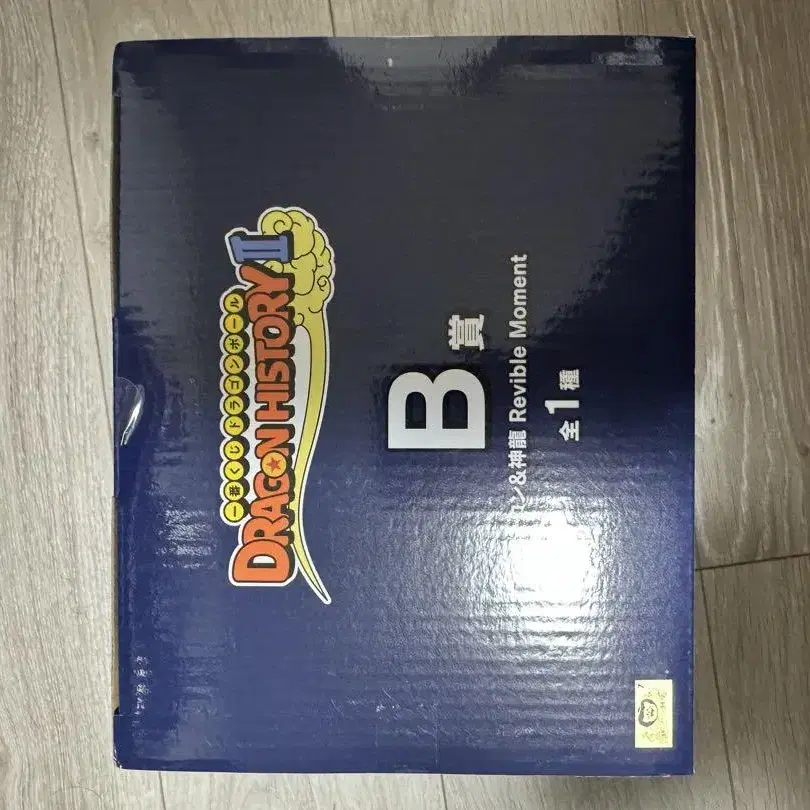 一番くじ ドラゴンボール
DRAGON HISTORY II
B賞
ン&神龍 Revible Moment
全1種